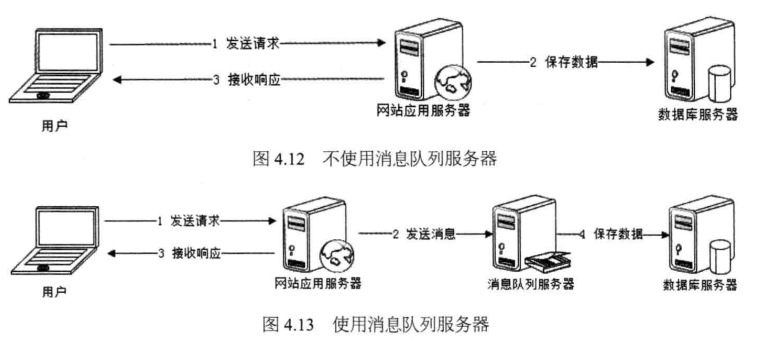 1 发送请求
3 接收响应
2 保存数据
用户
网站应用服务器
数据库服务器
图 4.12 不使用消息队列服务器
1 发送请求
3 接收响应
2 发送消息
4 保存数据
用户
网站应用服务器
消息队列服务器
数据库服务器
图 4.13 使用消息队列服务器